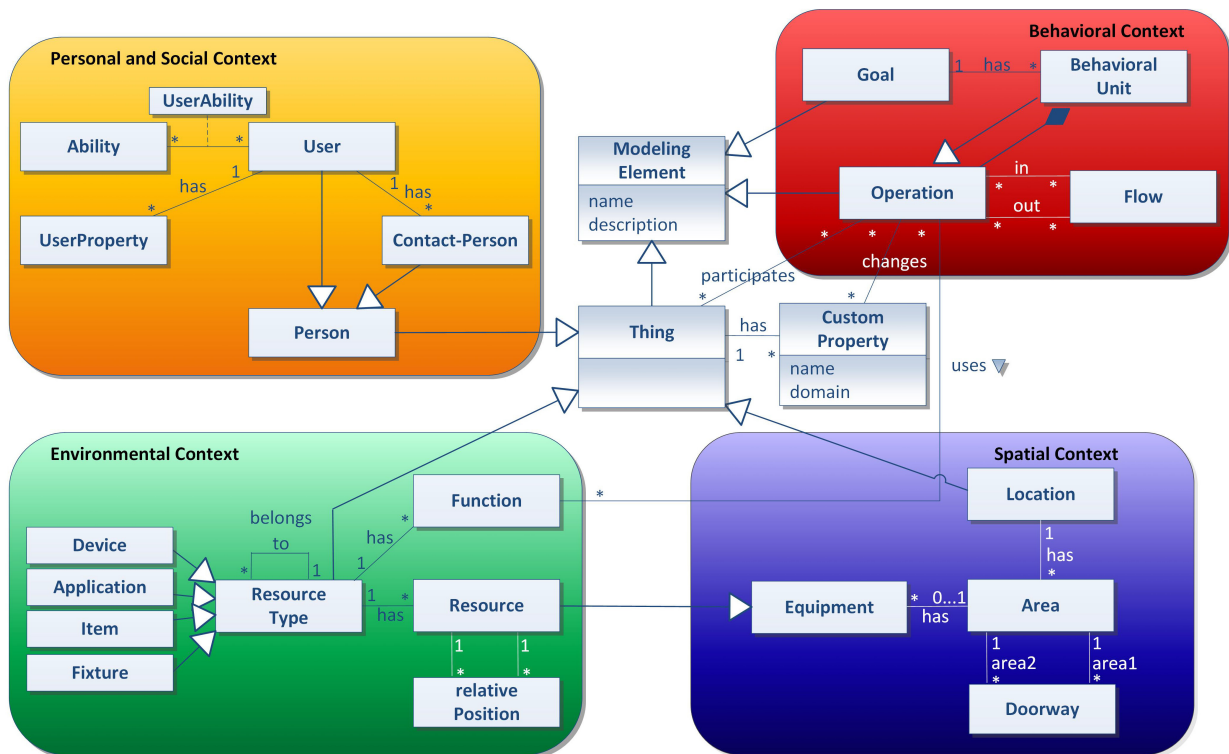 Personal and Social Context
UserAbility
Ability
*
*
User
1
has
*
UserProperty
1
has
*
Contact-Person
Person
Behavioral Context
Goal
1
has
*
Behavioral
Unit
Operation
in
*
*
out
*
*
Flow
*
*
*
changes
participates
*
*
Modeling
Element
name
description
Thing
has
1
*
Custom
Property
name
domain
uses
Environmental Context
Function
*
belongs
to
*
1
*
has
1
Device
Application
Item
Fixture
Resource
Type
1
*
has
Resource
1
1
*
*
relative
Position
Spatial Context
Location
1
has
*
Equipment
*
0...1
has
Area
1
area2
*
1
area1
*
Doorway